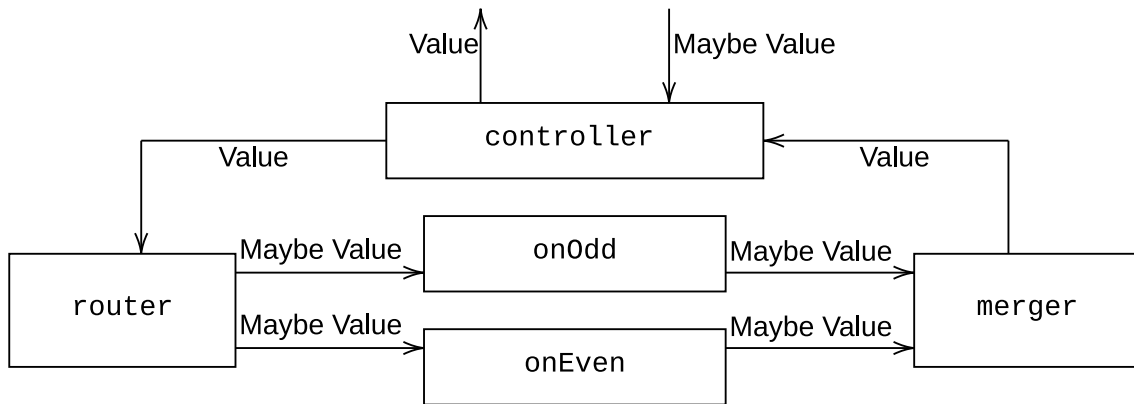 Value
Maybe Value
controller
Value
Value
Maybe Value
onOdd
Maybe Value
router
merger
Maybe Value
onEven
Maybe Value